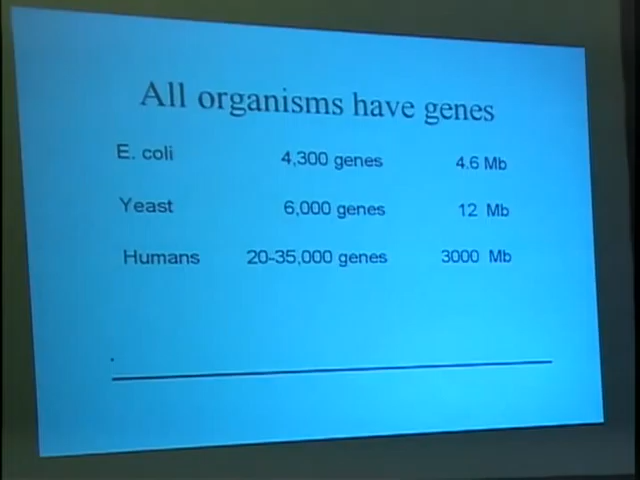 All organisms have genes
E. coli 4,300 genes 4.6 Mb
Yeast 6,000 genes 12 Mb
Humans 20-35,000 genes 3000 Mb